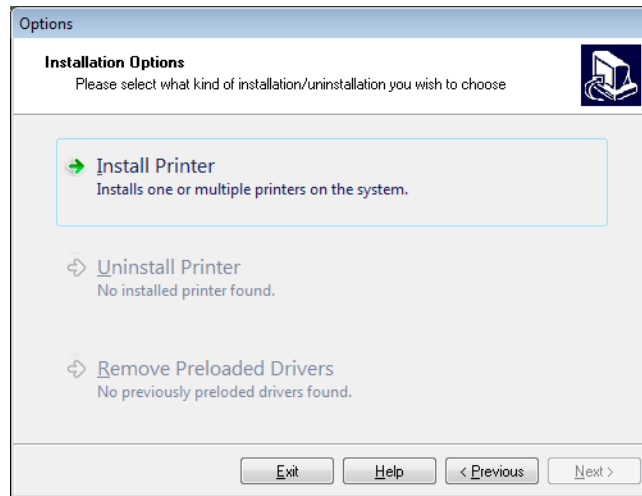 Options
Installation Options
Please select what kind of installation/uninstallation you wish to choose
Install Printer
Installs one or multiple printers on the system.
Uninstall Printer
No installed printer found.
Remove Preloaded Drivers
No previously preloded drivers found.
Exit Help < Previous Next >